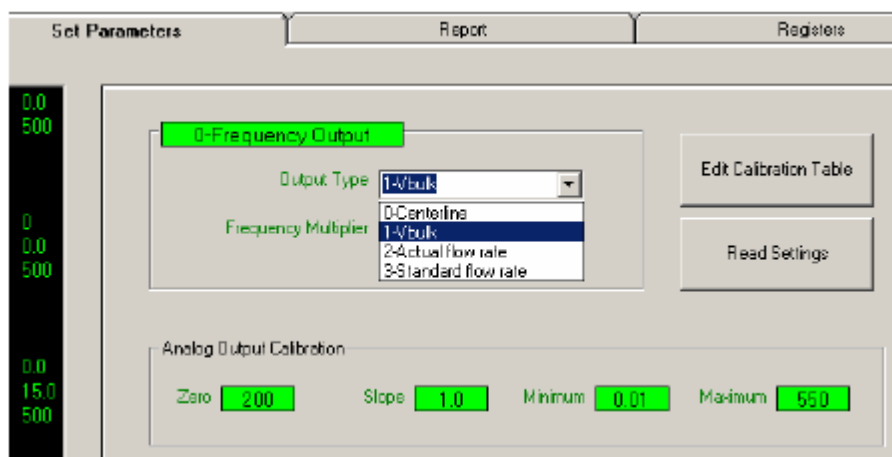 Set Parameters
Report
Registers
0.0
500
0
0.0
500
0.0
15.0
500
0-Frequency Output
Output Type 1-Vbulk
Frequency Multiplier
0-Centerline
1-Vbulk
2-Actual flow rate
3-Standard flow rate
Edit Calibration Table
Read Settings
Analog Output Calibration
Zero 200 Slope 1.0 Minimum 0.01 Maximum 550